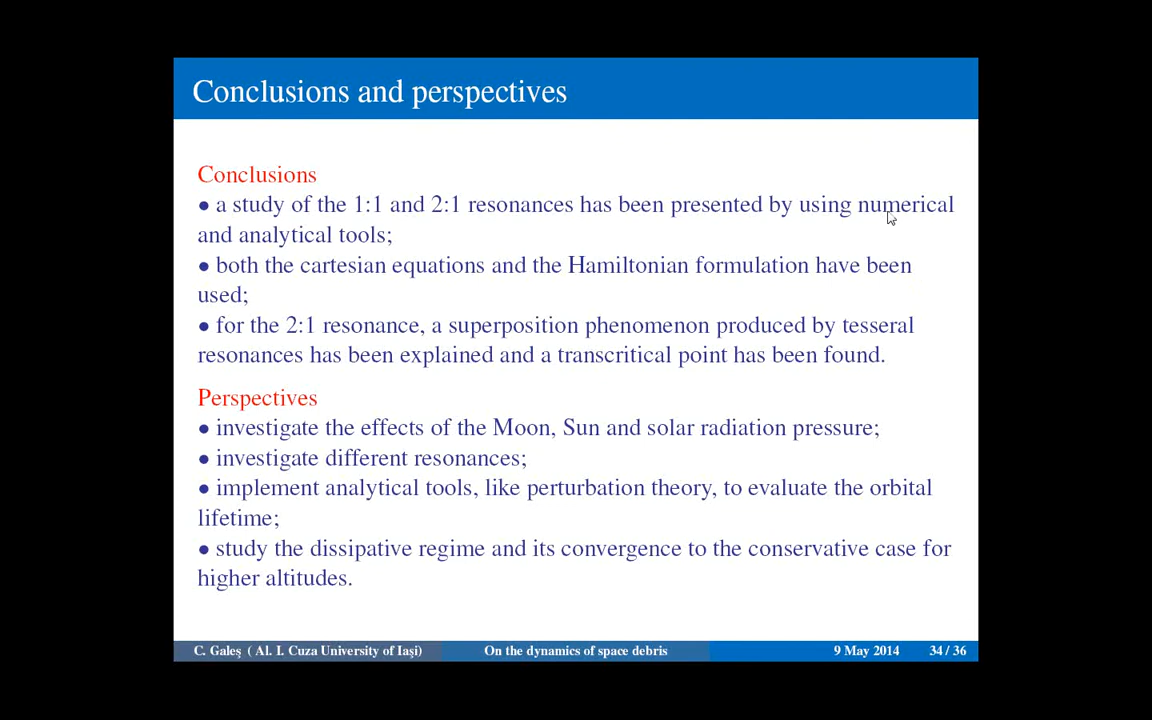 Conclusions and perspectives
Conclusions
• a study of the 1:1 and 2:1 resonances has been presented by using numerical
and analytical tools;
• both the cartesian equations and the Hamiltonian formulation have been
used;
• for the 2:1 resonance, a superposition phenomenon produced by tesseral
resonances has been explained and a transcritical point has been found.
Perspectives
• investigate the effects of the Moon, Sun and solar radiation pressure;
• investigate different resonances;
• implement analytical tools, like perturbation theory, to evaluate the orbital
lifetime;
• study the dissipative regime and its convergence to the conservative case for
higher altitudes.
C. Galeş ( Al. I. Cuza University of Iaşi) On the dynamics of space debris 9 May 2014 34 / 36